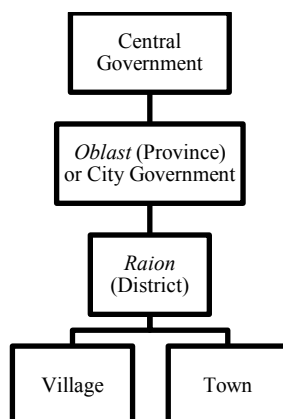 Central
Government
Oblast (Province)
or City Government
Raion
(District)
Village
Town